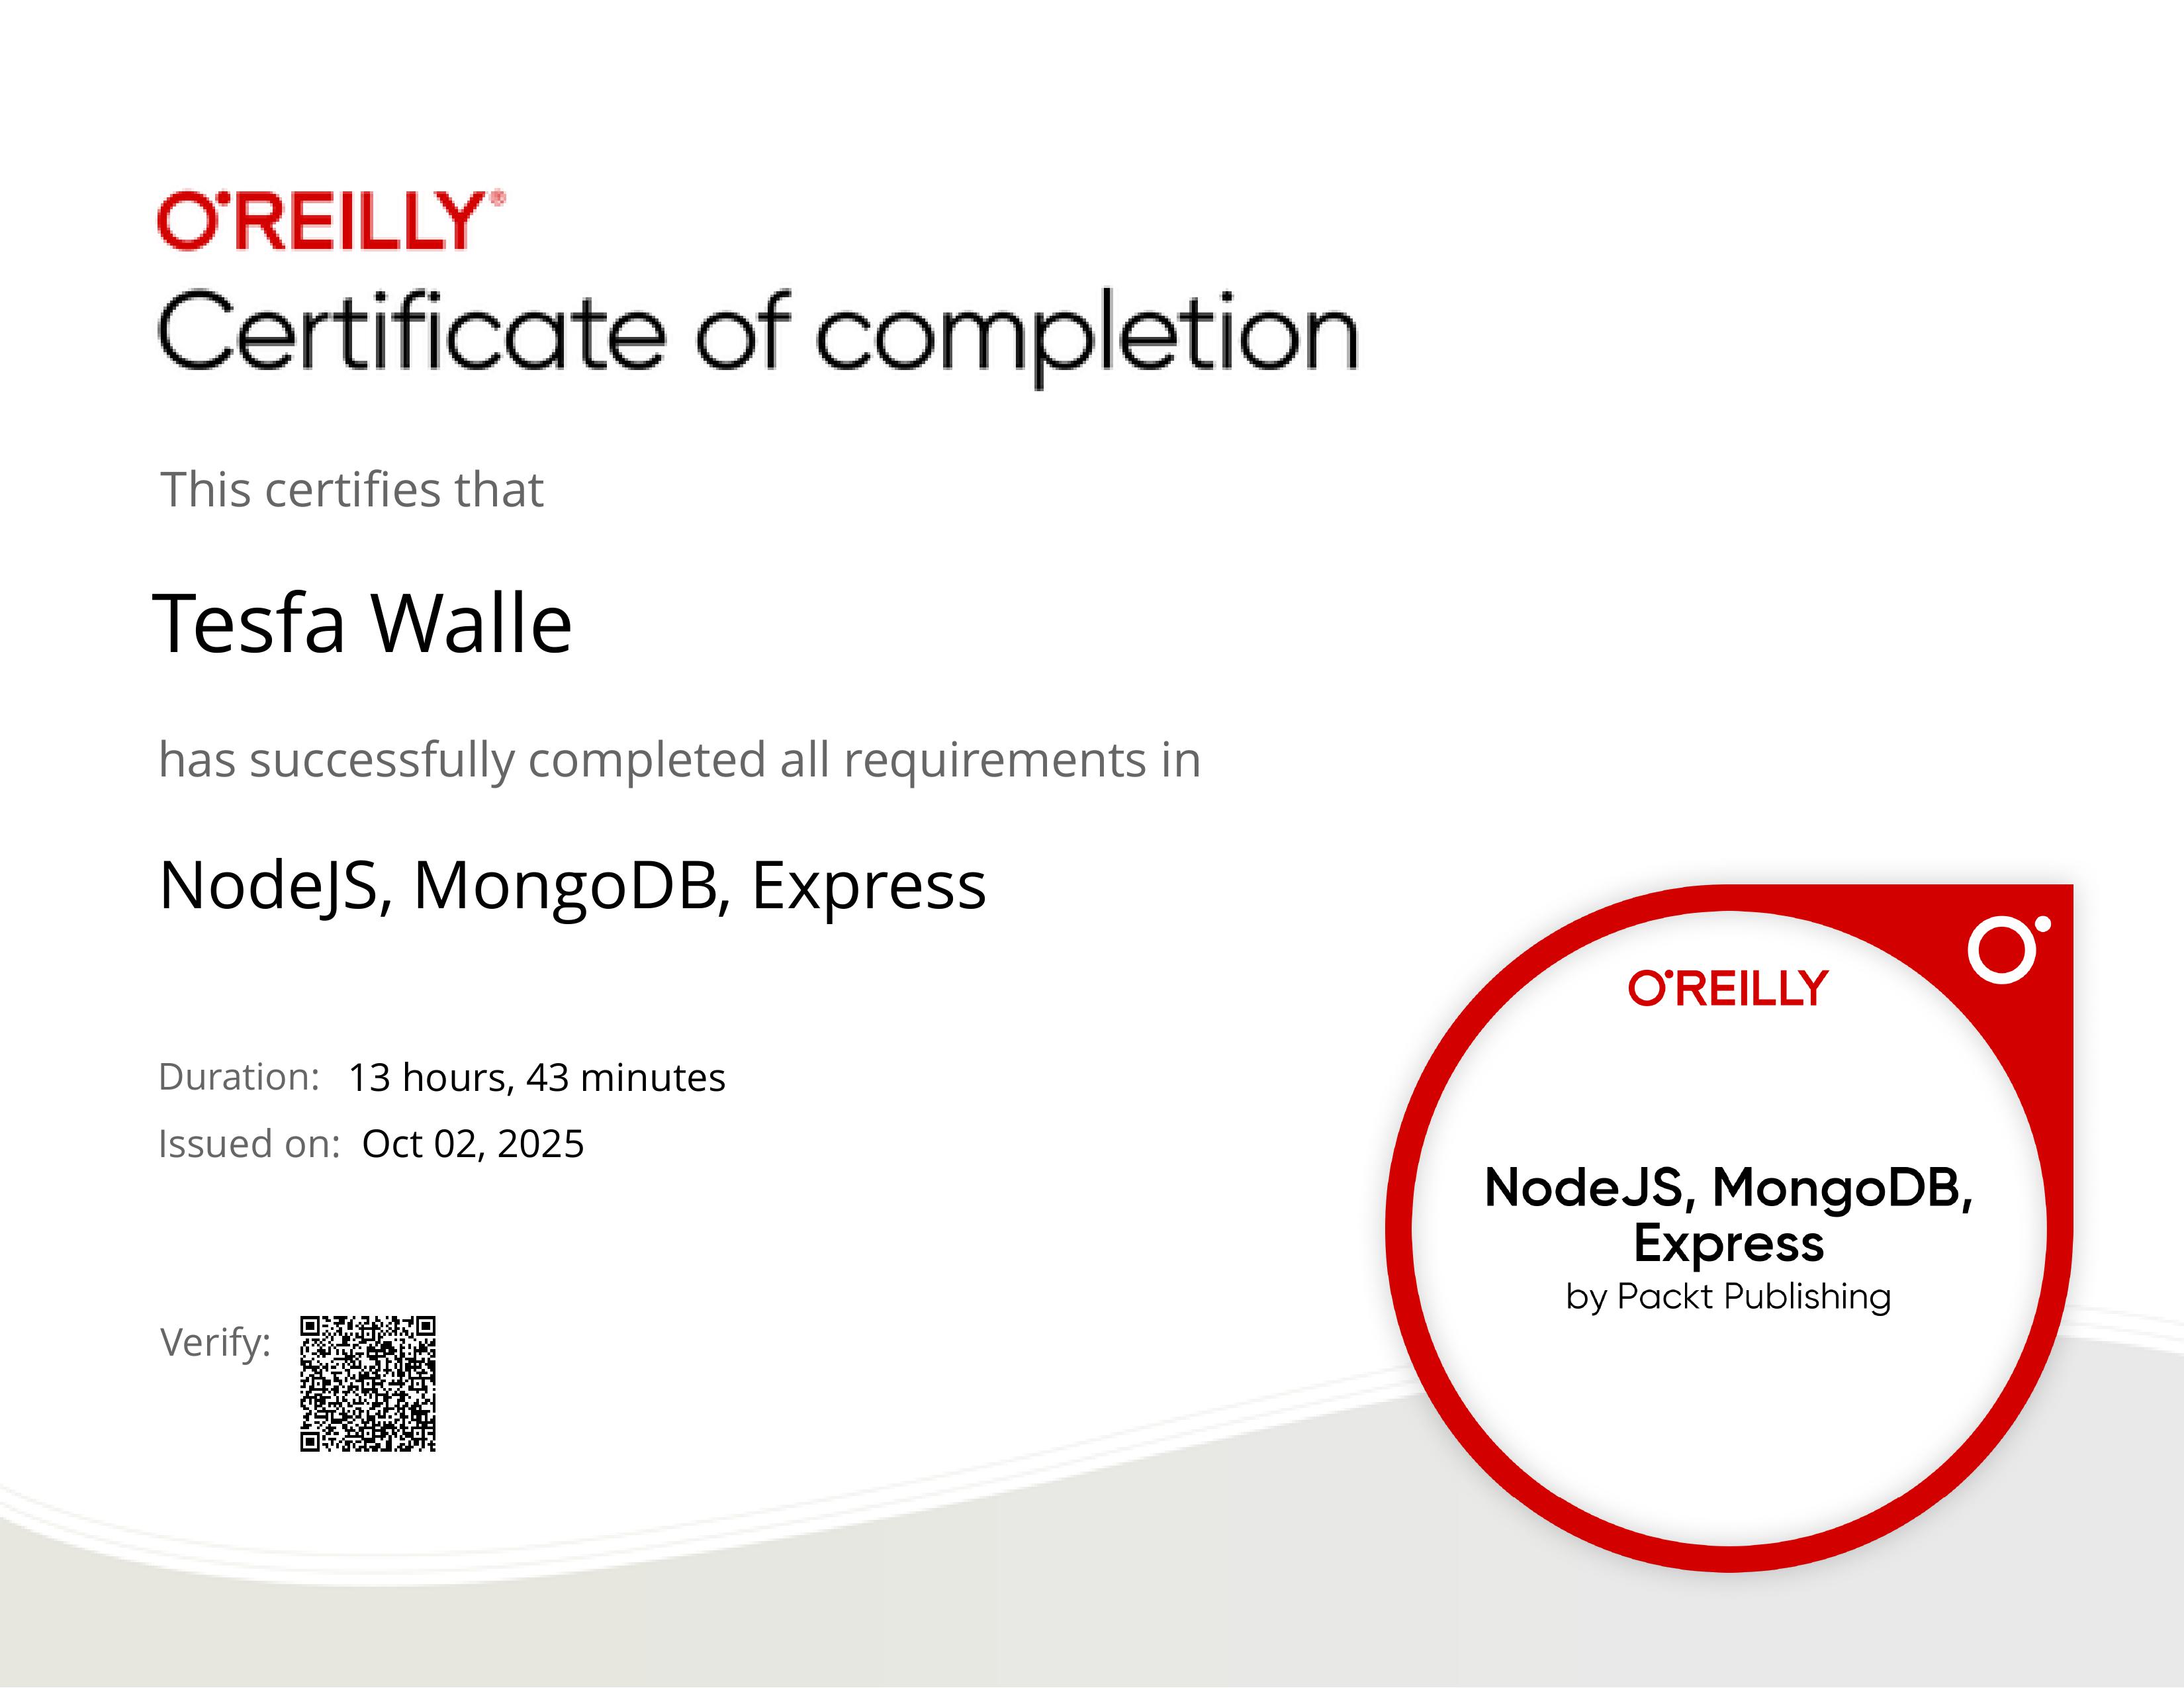 O'REILLY®
Certificate of completion
This certifies that
Tesfa Walle
has successfully completed all requirements in
NodeJS, MongoDB, Express
Duration: 13 hours, 43 minutes
Issued on: Oct 02, 2025
Verify:
O'REILLY
NodeJS, MongoDB,
Express
by Packt Publishing